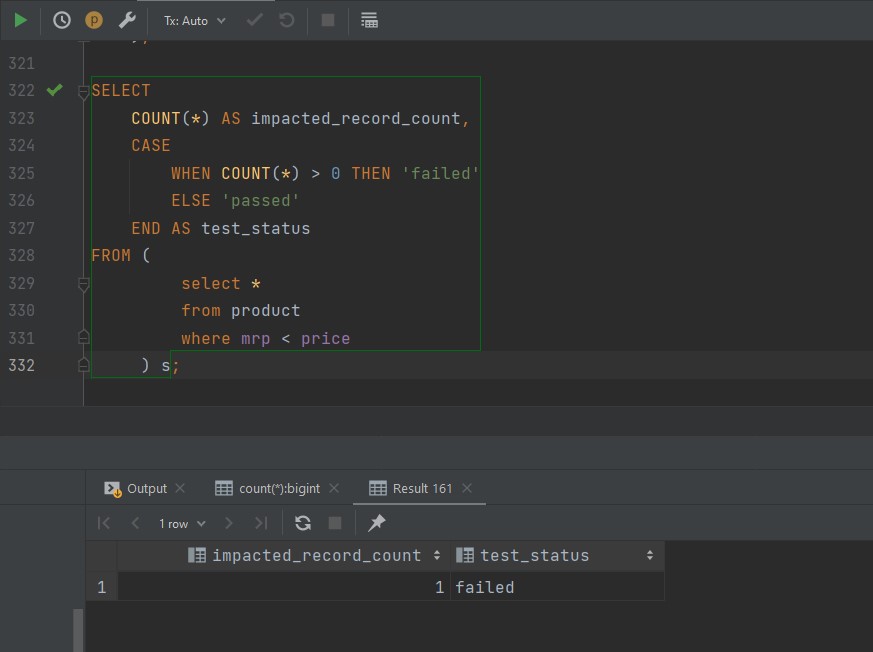 p Tx: Auto
321
322 SELECT
323 COUNT(*) AS impacted_record_count,
324 CASE
325 WHEN COUNT(*) > 0 THEN 'failed'
326 ELSE 'passed'
327 END AS test_status
328 FROM (
329 select *
330 from product
331 where mrp < price
332 ) s;
Output count(*):bigint Result 161
1 row
impacted_record_count test_status
1 1 failed